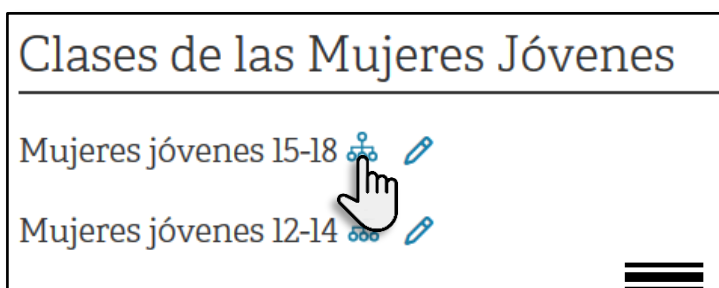 Clases de las Mujeres Jóvenes
Mujeres jóvenes 15-18
Mujeres jóvenes 12-14